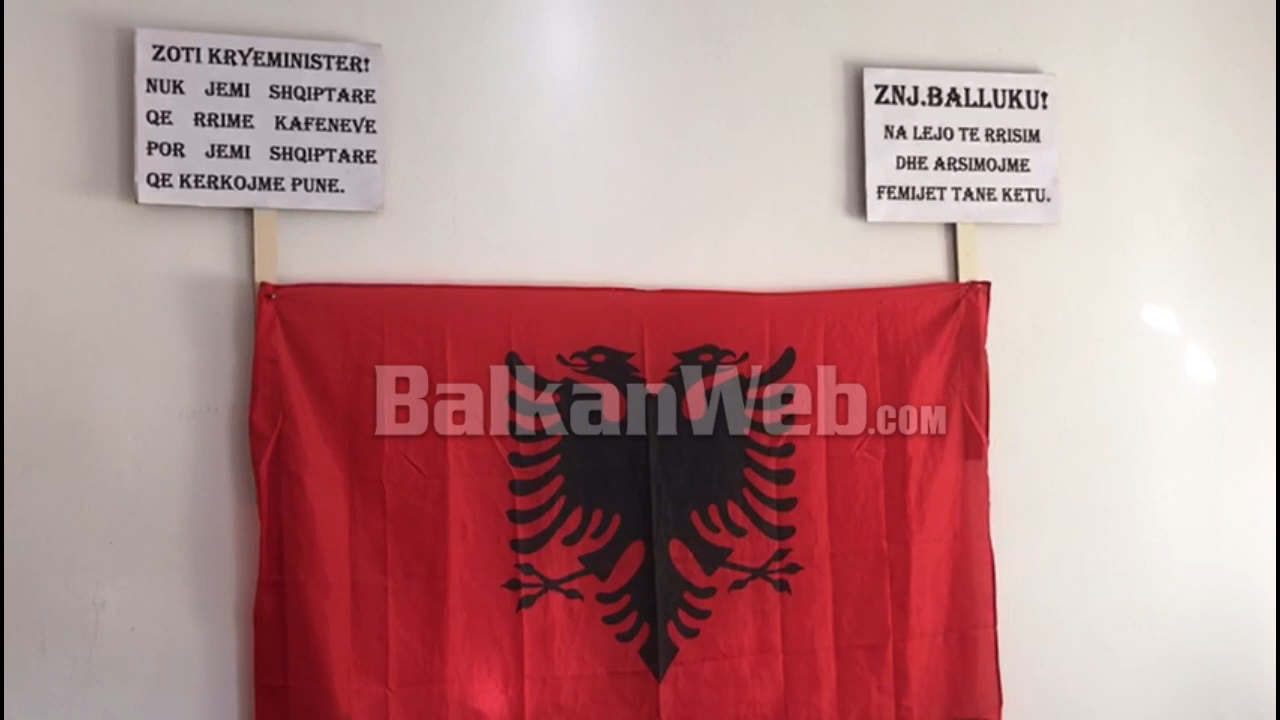 ZOTI KRYEMINISTER!
NUK JEMI SHQIPTARE
QE RRIME KAFENEVE
POR JEMI SHQIPTARE
QE KERKOJME PUNE.
ZNJ.BALLUKU!
NA LEJO TE RRISIM
DHE ARSIMOJME
FEMIJET TANE KETU.
BalkanWeb.COM